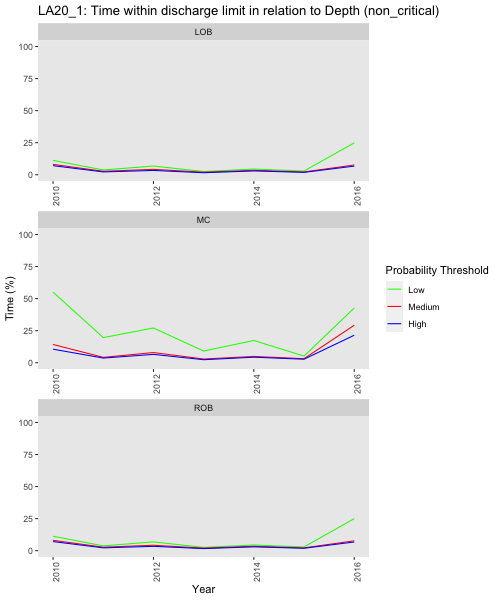 LA20_1: Time within discharge limit in relation to Depth (non_critical)
LOB
100
75
50
25
0
2010
2012
2014
2016
MC
100
75
50
25
0
2010
2012
2014
2016
ROB
100
75
50
25
0
2010
2012
2014
2016
Time (%)
Year
Probability Threshold
Low
Medium
High